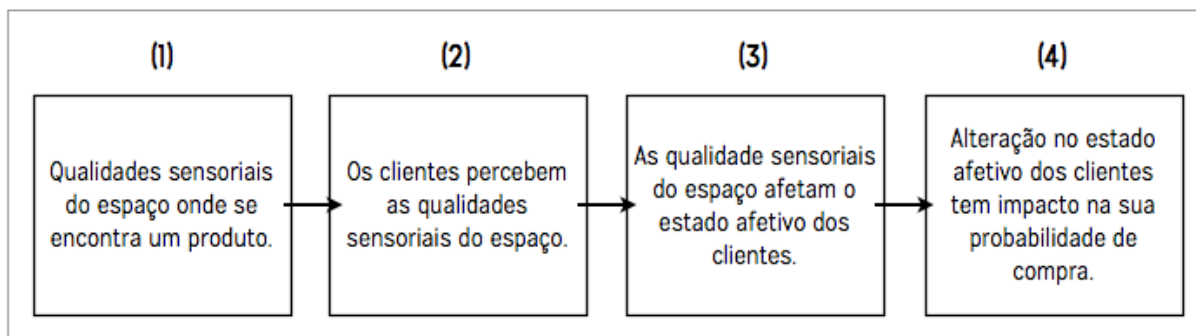 (1)
(2)
(3)
(4)
Qualidades sensoriais
do espaço onde se
encontra um produto.
Os clientes percebem
as qualidades
sensoriais do espaço.
As qualidade sensoriais
do espaço afetam o
estado afetivo dos
clientes.
Alteração no estado
afetivo dos clientes
tem impacto na sua
probabilidade de
compra.